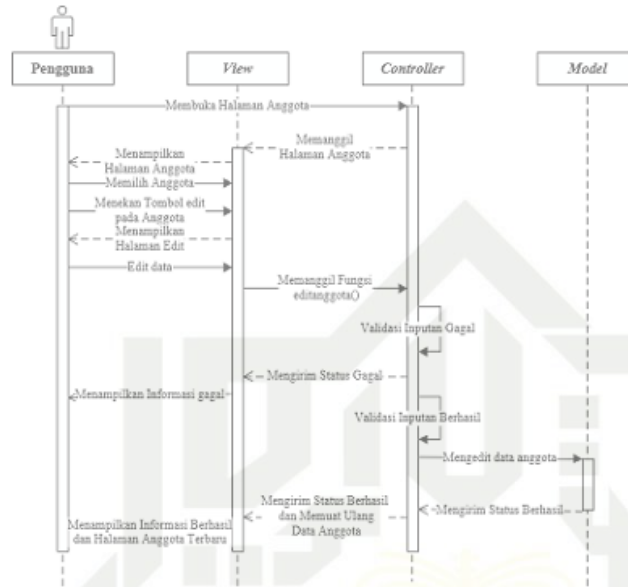 Pengguna
View
Controller
Model
Membuka Halaman Anggota
Memanggil
Halaman Anggota
Menampilkan
Halaman Anggota
Memilih Anggota
Menekan Tombol edit
pada Anggota
Menampilkan
Halaman Edit
Edit data
Memanggil Fungsi
editanggota()
Validasi Inputan Gagal
Mengirim Status Gagal
Menampilkan Informasi gagal
Validasi Inputan Berhasil
Mengedit data anggota
Mengirim Status Berhasil
Mengirim Status Berhasil
dan Memuat Ulang
Data Anggota
Menampilkan Informasi Berhasil
dan Halaman Anggota Terbaru